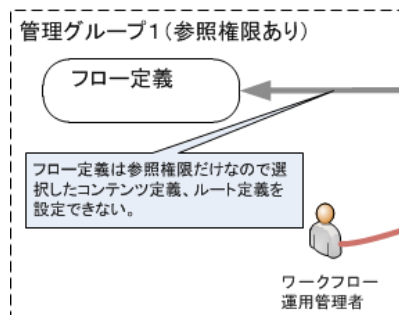 管理グループ1（参照権限あり）
フロー定義
フロー定義は参照権限だけなので選
択したコンテンツ定義、ルート定義を
設定できない。
ワークフロー
運用管理者